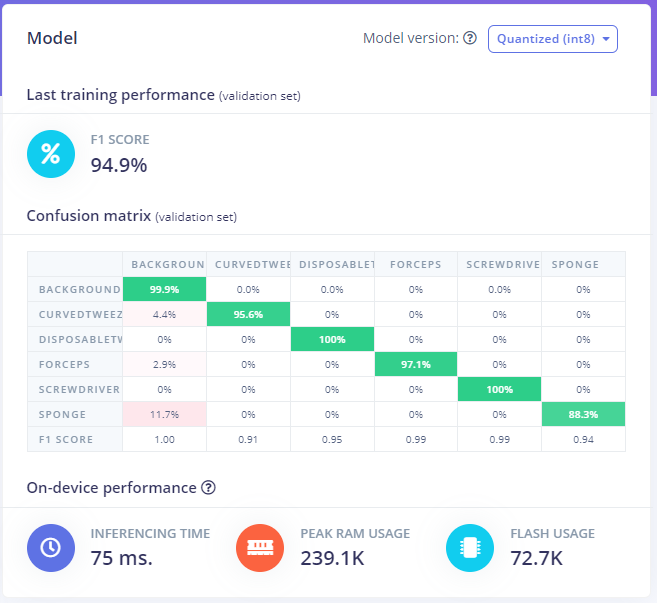 Model
Model version: Quantized (int8)
Last training performance (validation set)
%
F1 SCORE
94.9%
Confusion matrix (validation set)
BACKGROUN CURVEDTWEE DISPOSABLET FORCEPS SCREWDRIVE SPONGE
BACKGROUND 99.9% 0.0% 0.0% 0% 0.0% 0%
CURVEDTWEEZ 4.4% 95.6% 0% 0% 0% 0%
DISPOSABLETW 0% 0% 100% 0% 0% 0%
FORCEPS 2.9% 0% 0% 97.1% 0% 0%
SCREWDRIVER 0% 0% 0% 0% 100% 0%
SPONGE 11.7% 0% 0% 0% 0% 88.3%
F1 SCORE 1.00 0.91 0.95 0.99 0.99 0.94
On-device performance
INFERENCING TIME
75 ms.
PEAK RAM USAGE
239.1K
FLASH USAGE
72.7K